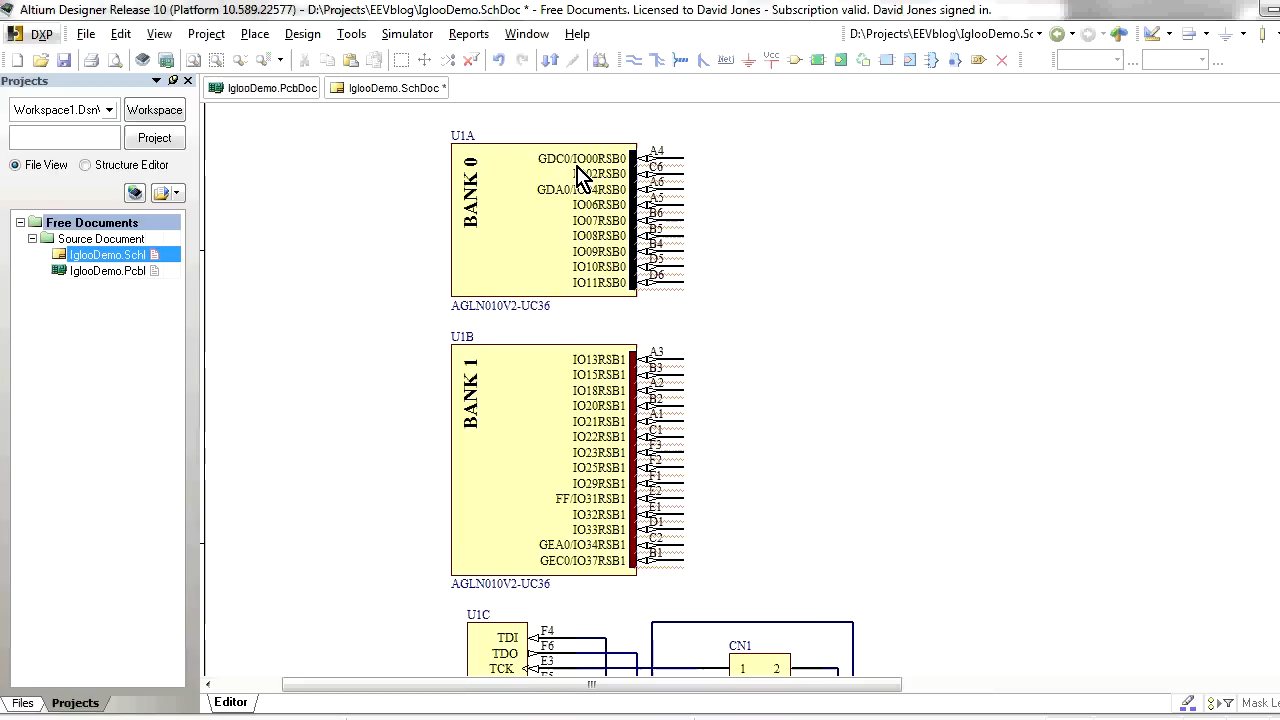 Altium Designer Release 10 (Platform 10.589.22577) - D:\Projects\EEVblog\IglooDemo.SchDoc * - Free Documents. Licensed to David Jones - Subscription valid. David Jones signed in.
DXP File Edit View Project Place Design Tools Simulator Reports Window Help D:\Projects\EEVblog\IglooDemo.Sc
Net Vcc
Projects
IglooDemo.PcbDoc IglooDemo.SchDoc *
Workspace1.Dsn Workspace
Project
File View Structure Editor
Free Documents
Source Document
IglooDemo.Scl
IglooDemo.Pcbl
U1A
BANK 0
GDC0/IO00RSB0 A4
02RSB0 C6
GDA0/IO04RSB0 A6
IO06RSB0 A5
IO07RSB0 B6
IO08RSB0 B5
IO09RSB0 B4
IO10RSB0 D5
IO11RSB0 D6
AGLN010V2-UC36
U1B
BANK 1
IO13RSB1 A3
IO15RSB1 B3
IO18RSB1 A2
IO20RSB1 B2
IO21RSB1 A1
IO22RSB1 C1
IO23RSB1
IO25RSB1 F2
IO29RSB1 F1
FF/IO31RSB1 E2
IO32RSB1 E1
IO33RSB1 D1
GEA0/IO34RSB1 C2
GEC0/IO37RSB1 B1
AGLN010V2-UC36
U1C
TDI F4
TDO F6
TCK E3
CN1
1 2
Files Projects
Editor
Mask Le